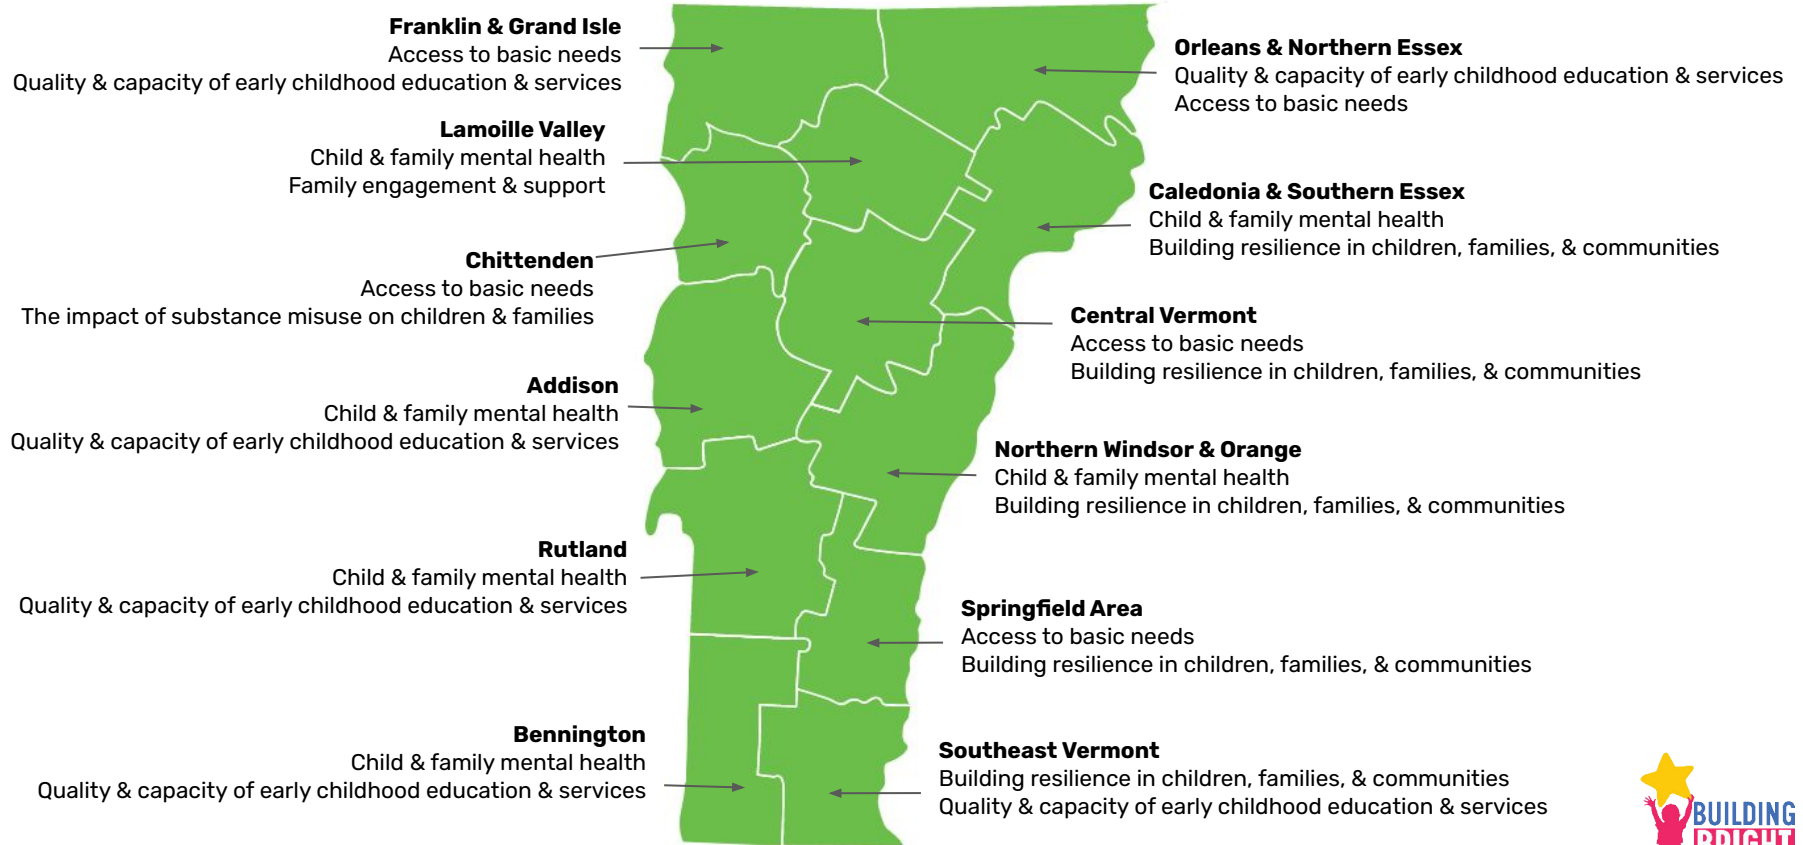 Franklin & Grand Isle
Access to basic needs
Quality & capacity of early childhood education & services
Lamoille Valley
Child & family mental health
Family engagement & support
Chittenden
Access to basic needs
The impact of substance misuse on children & families
Addison
Child & family mental health
Quality & capacity of early childhood education & services
Rutland
Child & family mental health
Quality & capacity of early childhood education & services
Bennington
Child & family mental health
Quality & capacity of early childhood education & services
Orleans & Northern Essex
Quality & capacity of early childhood education & services
Access to basic needs
Caledonia & Southern Essex
Child & family mental health
Building resilience in children, families, & communities
Central Vermont
Access to basic needs
Building resilience in children, families, & communities
Northern Windsor & Orange
Child & family mental health
Building resilience in children, families, & communities
Springfield Area
Access to basic needs
Building resilience in children, families, & communities
Southeast Vermont
Building resilience in children, families, & communities
Quality & capacity of early childhood education & services
BUILDING
BRIGHT